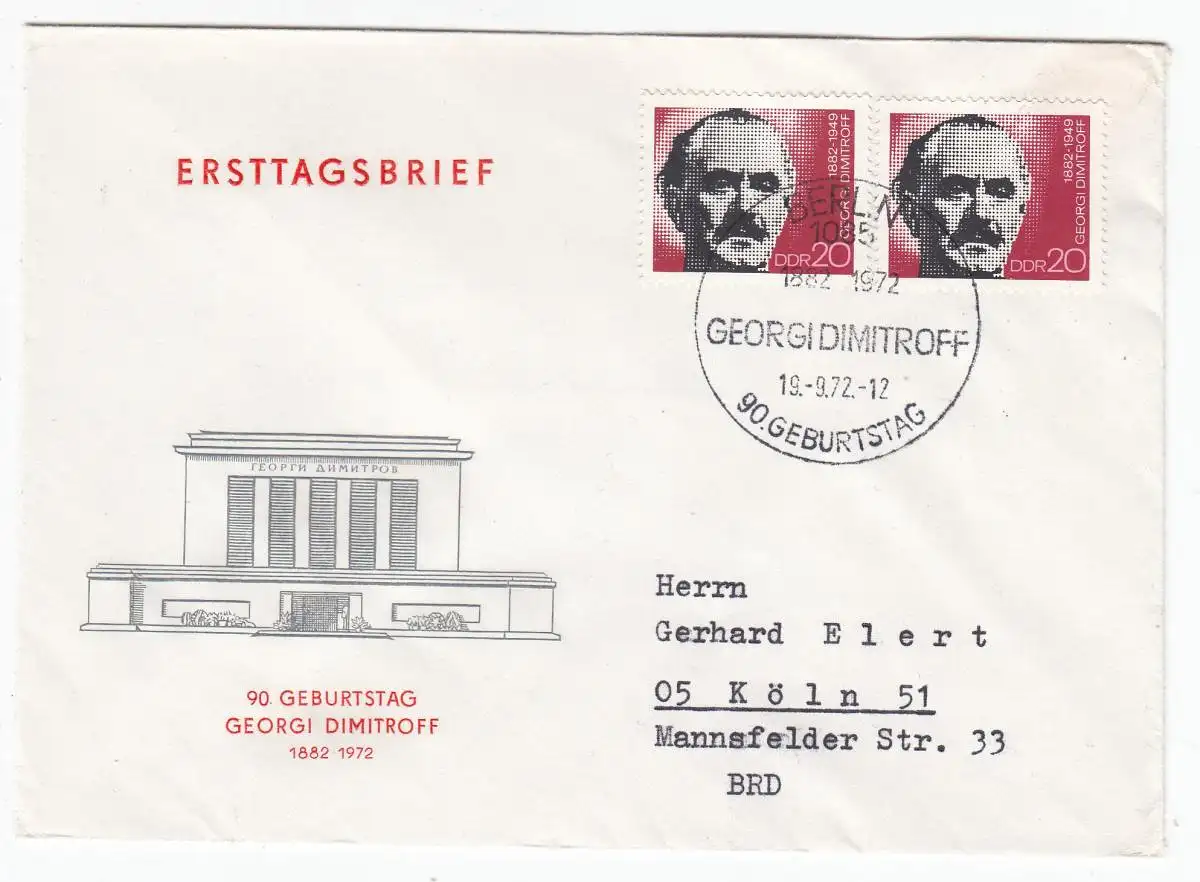 ERSTTAGSBRIEF
1882-1949
GEORGI DIMITROFF
DDR 20
1882-1949
GEORGI DIMITROFF
DDR 20
BERLIN
1085
1882 1972
GEORGI DIMITROFF
19.-9.72.-12
90. GEBURTSTAG
ГЕОРГИ ДИМИТРОВ
90. GEBURTSTAG
GEORGI DIMITROFF
1882 1972
Herrn
Gerhard E l e r t
05 K ö l n 51
Mannsfelder Str. 33
BRD